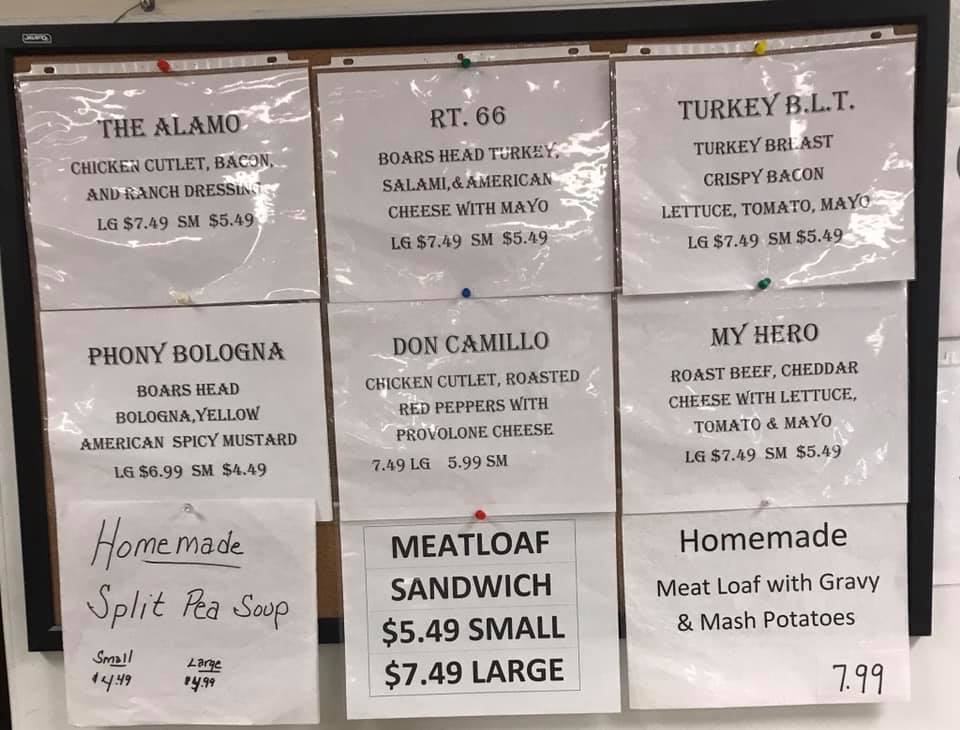 THE ALAMO
CHICKEN CUTLET, BACON,
AND RANCH DRESSING
LG $7.49 SM $5.49
RT. 66
BOARS HEAD TURKEY,
SALAMI,& AMERICAN
CHEESE WITH MAYO
LG $7.49 SM $5.49
TURKEY B.L.T.
TURKEY BREAST
CRISPY BACON
LETTUCE, TOMATO, MAYO
LG $7.49 SM $5.49
PHONY BOLOGNA
BOARS HEAD
BOLOGNA,YELLOW
AMERICAN SPICY MUSTARD
LG $6.99 SM $4.49
DON CAMILLO
CHICKEN CUTLET, ROASTED
RED PEPPERS WITH
PROVOLONE CHEESE
7.49 LG 5.99 SM
MY HERO
ROAST BEEF, CHEDDAR
CHEESE WITH LETTUCE,
TOMATO & MAYO
LG $7.49 SM $5.49
Homemade
Split Pea Soup
Small Large
$4.49 $4.99
MEATLOAF
SANDWICH
$5.49 SMALL
$7.49 LARGE
Homemade
Meat Loaf with Gravy
& Mash Potatoes
7.99